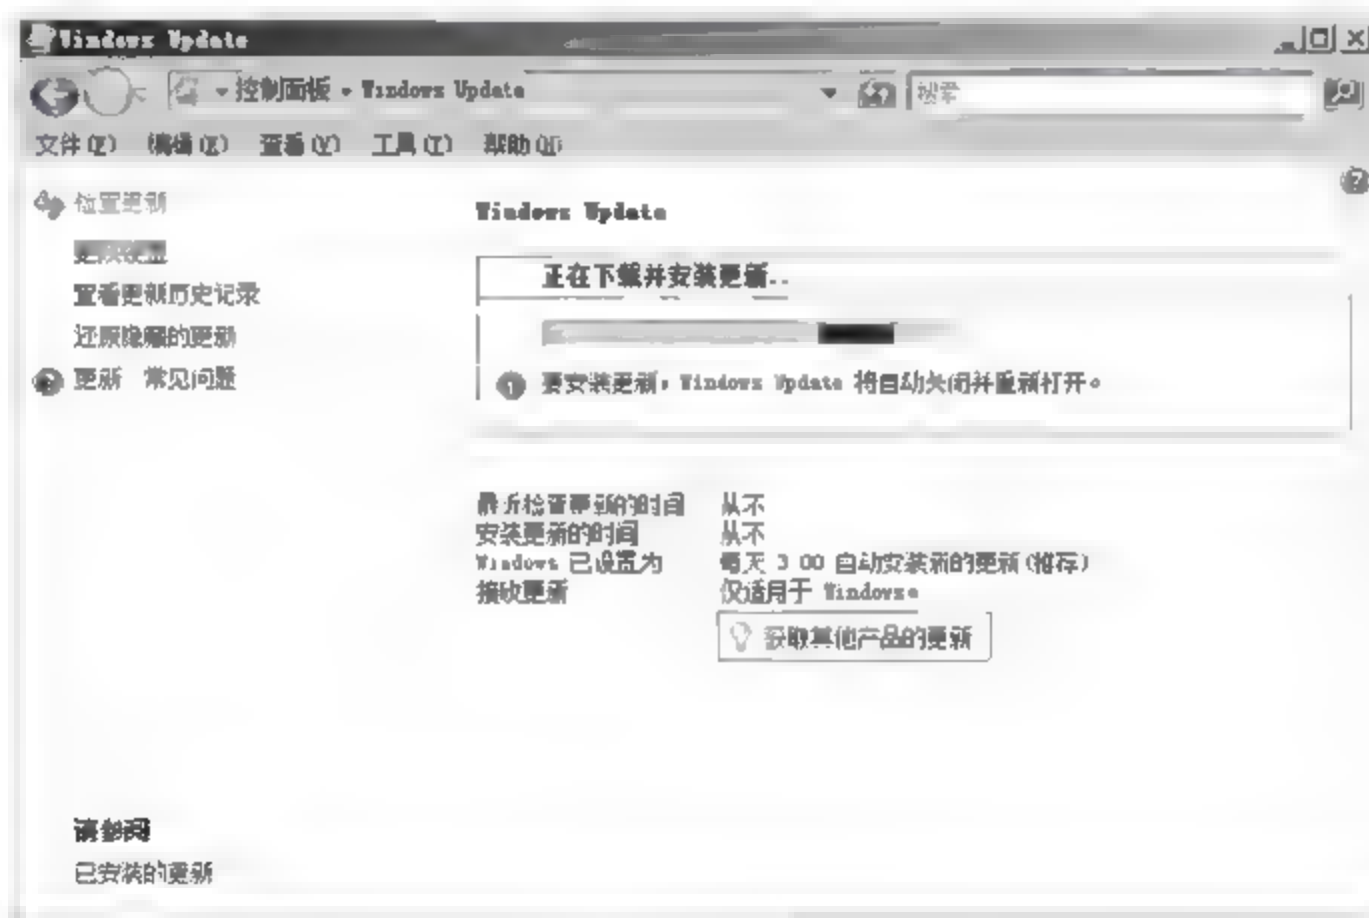 Windows Update
控制面板 Windows Update
搜索
文件(F) 编辑(E) 查看(V) 工具(T) 帮助(H)
位置更新
更改设置
查看更新历史记录
还原隐藏的更新
更新 常见问题
Windows Update
正在下载并安装更新..
要安装更新，Windows Update 将自动关闭并重新打开。
最近检查更新的时间 从不
安装更新的时间 从不
Windows 已设置为 每天 3 00 自动安装新的更新(推荐)
接收更新 仅适用于 Windows。
获取其他产品的更新
请参阅
已安装的更新